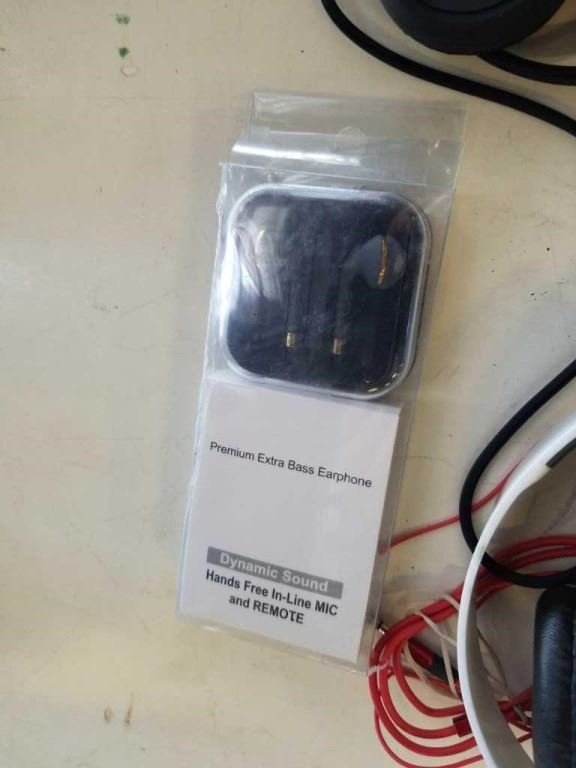 Premium Extra Bass Earphone
Dynamic Sound
Hands Free In-Line MIC
and REMOTE